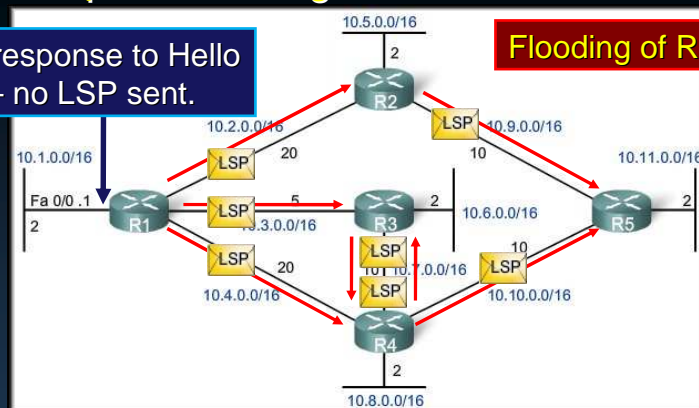 10.5.0.0/16
response to Hello
- no LSP sent.
Flooding of R
2
R2
10.2.0.0/16
LSP
10.9.0.0/16
LSP
20
10
10.1.0.0/16
10.11.0.0/16
Fa 0/0 .1
2
R1
LSP
5
10.3.0.0/16
R3
2
10.6.0.0/16
R5
2
LSP
20
LSP
10
10.7.0.0/16
LSP
10
LSP
10.4.0.0/16
10.10.0.0/16
R4
2
10.8.0.0/16